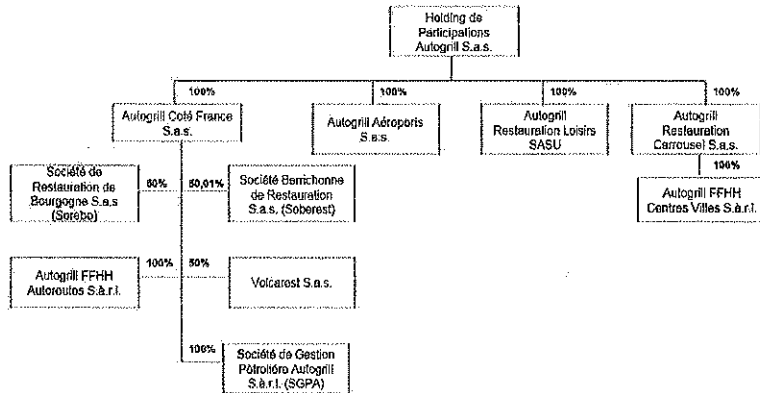 Holding de
Participations
Autogrill S.a.s.
100%
100%
100%
100%
Autogrill Coté France
S.a.s.
Autogrill Aéroports
S.a.s.
Autogrill
Restauration Loisirs
SASU
Autogrill
Restauration
Carrousel S.a.s.
100%
Société de
Restauration de
Bourgogne S.a.s
(Sorebo)
50%
50,01%
Société Berrichonne
de Restauration
S.a.s. (Soberest)
Autogrill FFHH
Centres Villes S.à.r.l.
Autogrill FFHH
Autoroutes S.à.r.l.
100%
50%
Volcarest S.a.s.
100%
Société de Gestion
Pétrolière Autogrill
S.à.r.l. (SGPA)